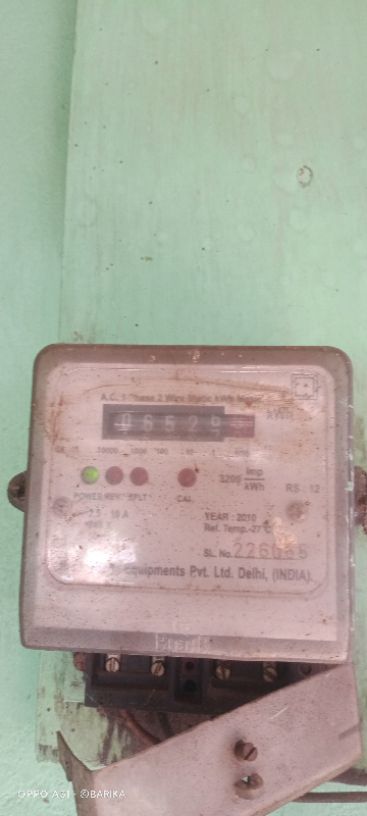 A.C. 1 Phase 2 Wire Static kWh Meter
06529 kWh
10000 1000 100 10 1
3200 imp/kWh
RS : 12
POWER REV EPLT CAL
10 A
YEAR : 2010
Ref. Temp.-27
SL. No.
Equipments Pvt. Ltd. Delhi, (INDIA).
OPPO A31 · ©BARIKA